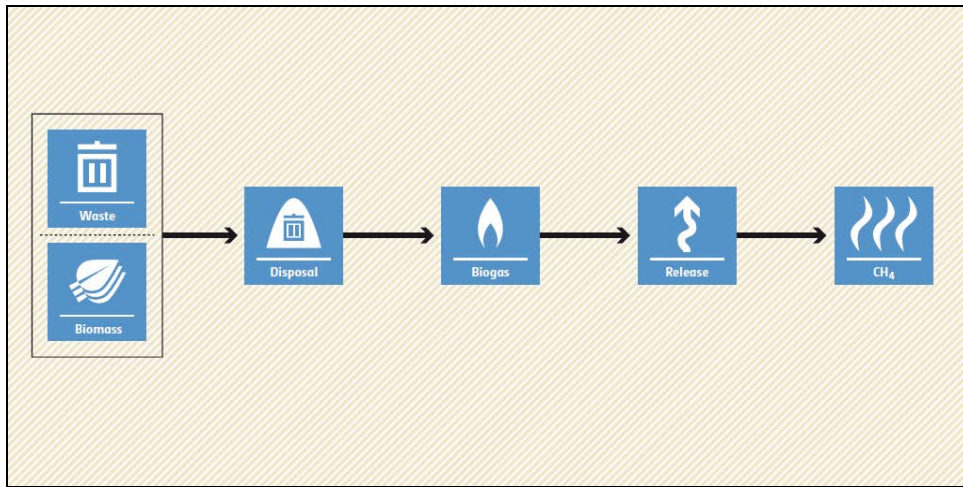 Waste
Biomass
Disposal
Biogas
Release
CH₄